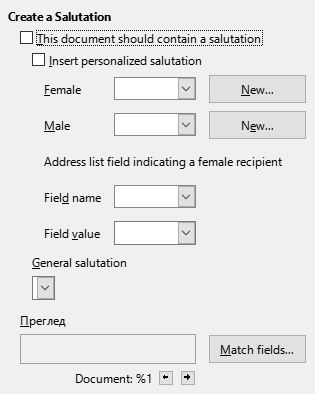 Create a Salutation
This document should contain a salutation
Insert personalized salutation
Female New...
Male New...
Address list field indicating a female recipient
Field name
Field value
General salutation
Преглед
Match fields...
Document: %1